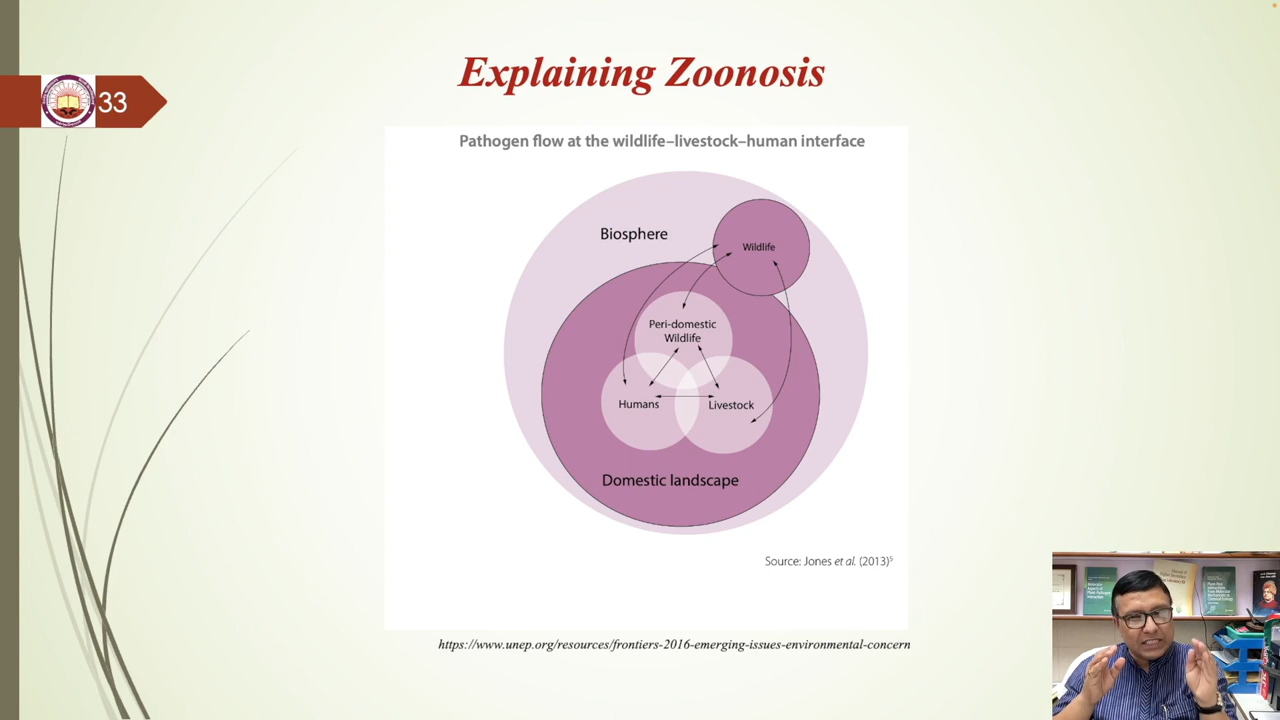 Explaining Zoonosis
33
Pathogen flow at the wildlife–livestock–human interface
Biosphere
Wildlife
Peri-domestic
Wildlife
Humans
Livestock
Domestic landscape
Source: Jones et al. (2013)⁵
https://www.unep.org/resources/frontiers-2016-emerging-issues-environmental-concern